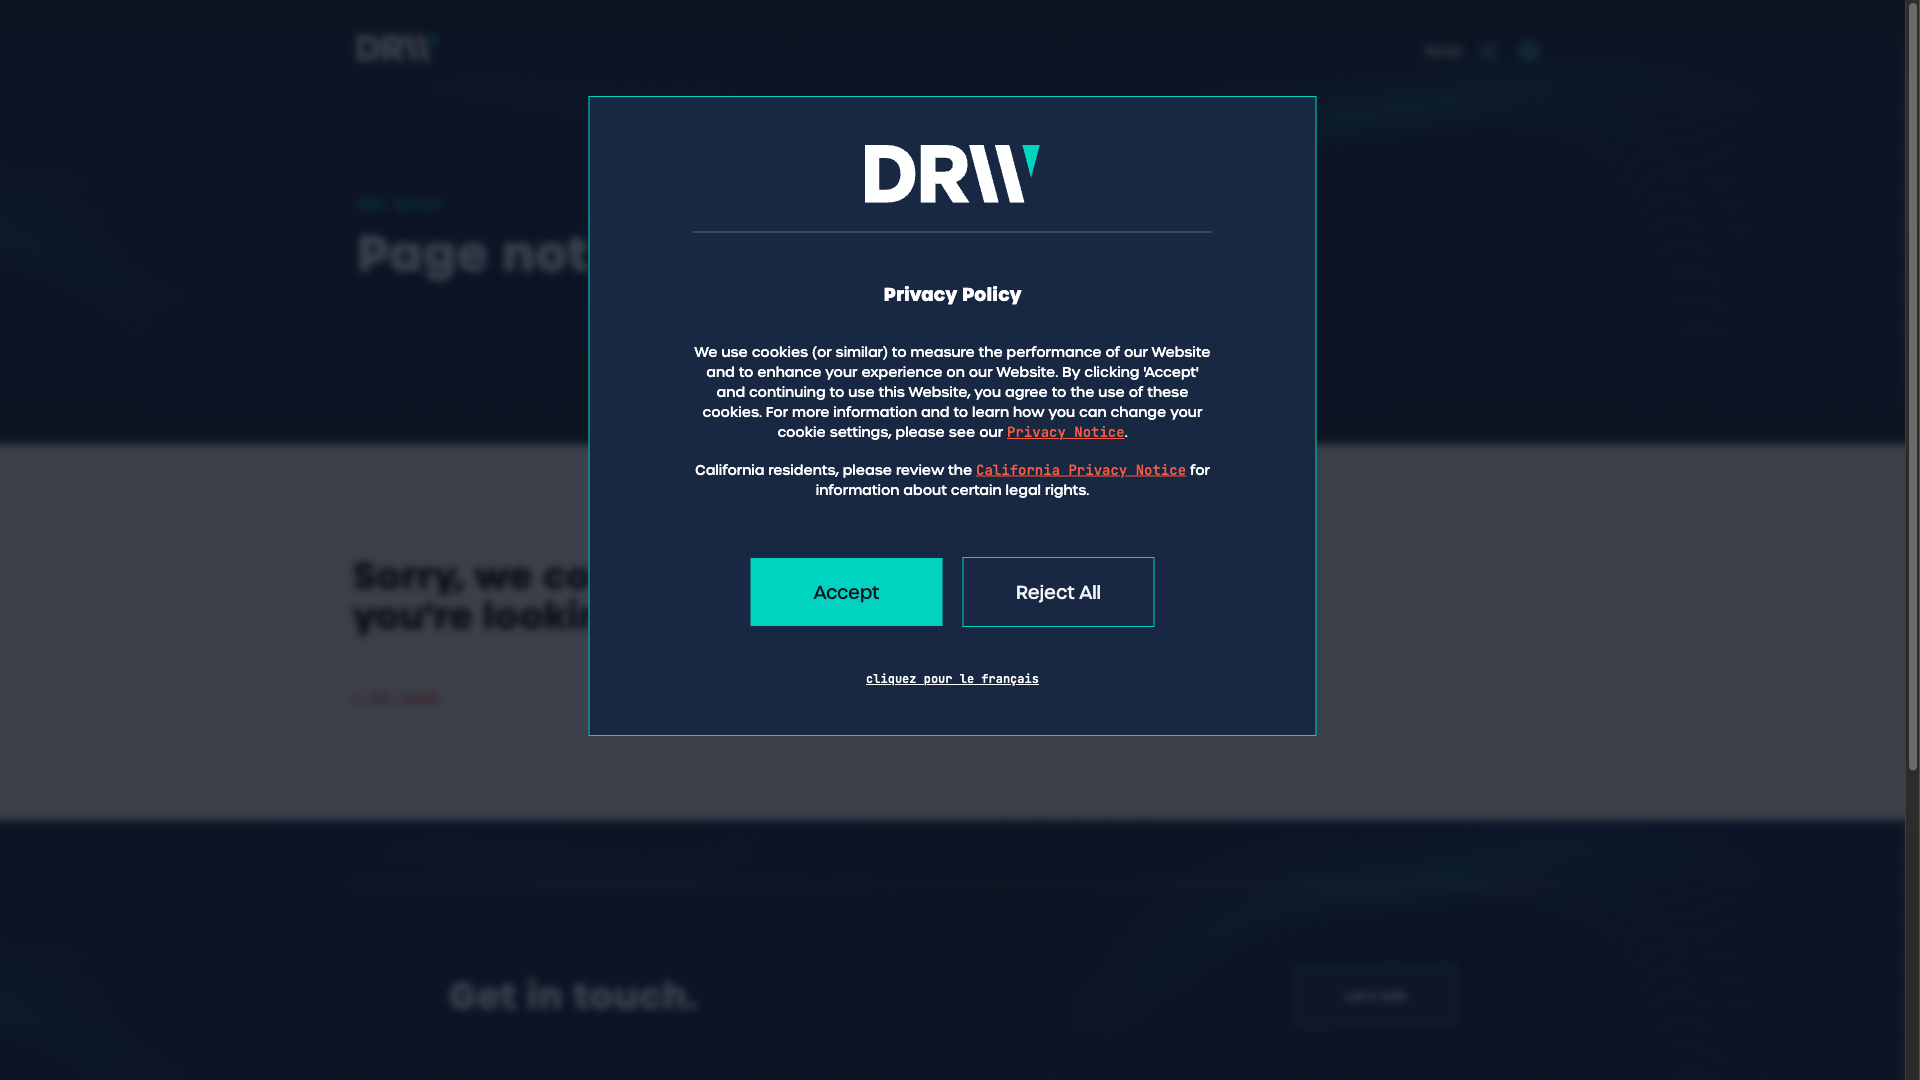 DRW
URL Error
Page not
DRW
Privacy Policy
We use cookies (or similar) to measure the performance of our Website
and to enhance your experience on our Website. By clicking 'Accept'
and continuing to use this Website, you agree to the use of these
cookies. For more information and to learn how you can change your
cookie settings, please see our Privacy Notice.
California residents, please review the California Privacy Notice for
information about certain legal rights.
Accept
Reject All
cliquez pour le français
Sorry, we co
you're lookin
Get in touch.